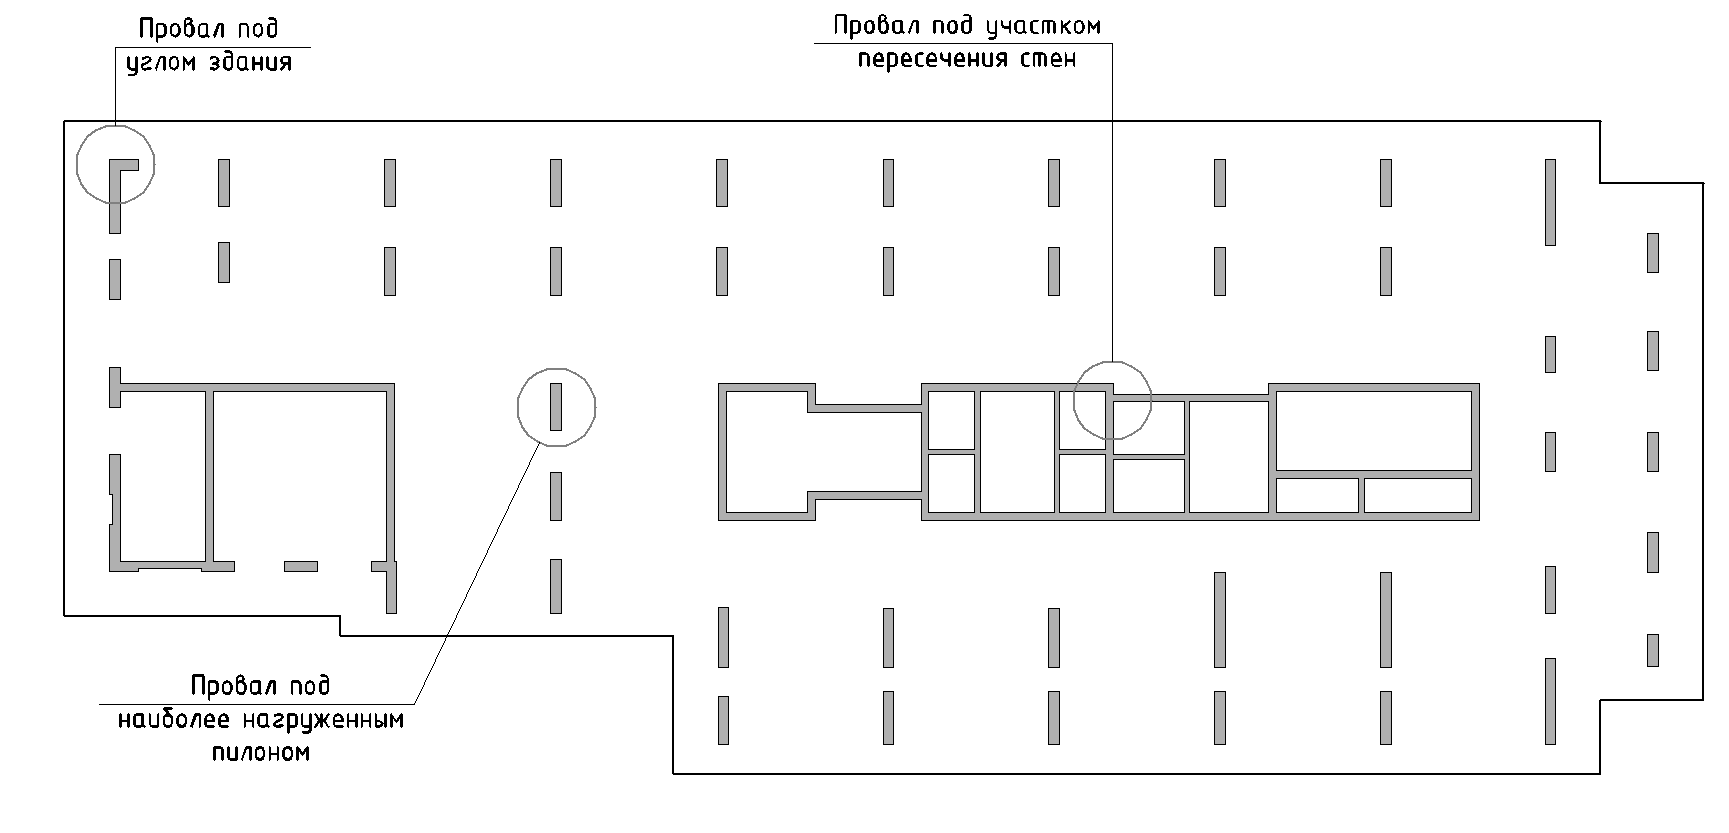 Провал под
углом здания
Провал под участком
пересечения стен
Провал под
наиболее нагруженным
пилоном